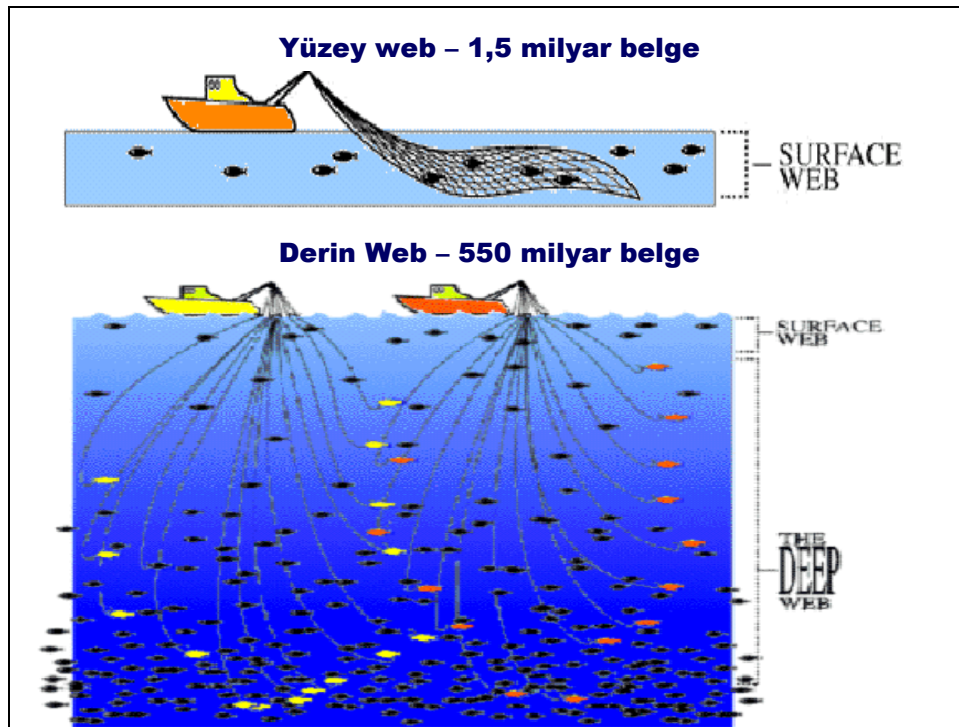 Yüzey web – 1,5 milyar belge
SURFACE
WEB
Derin Web – 550 milyar belge
SURFACE
WEB
THE
DEEP
WEB